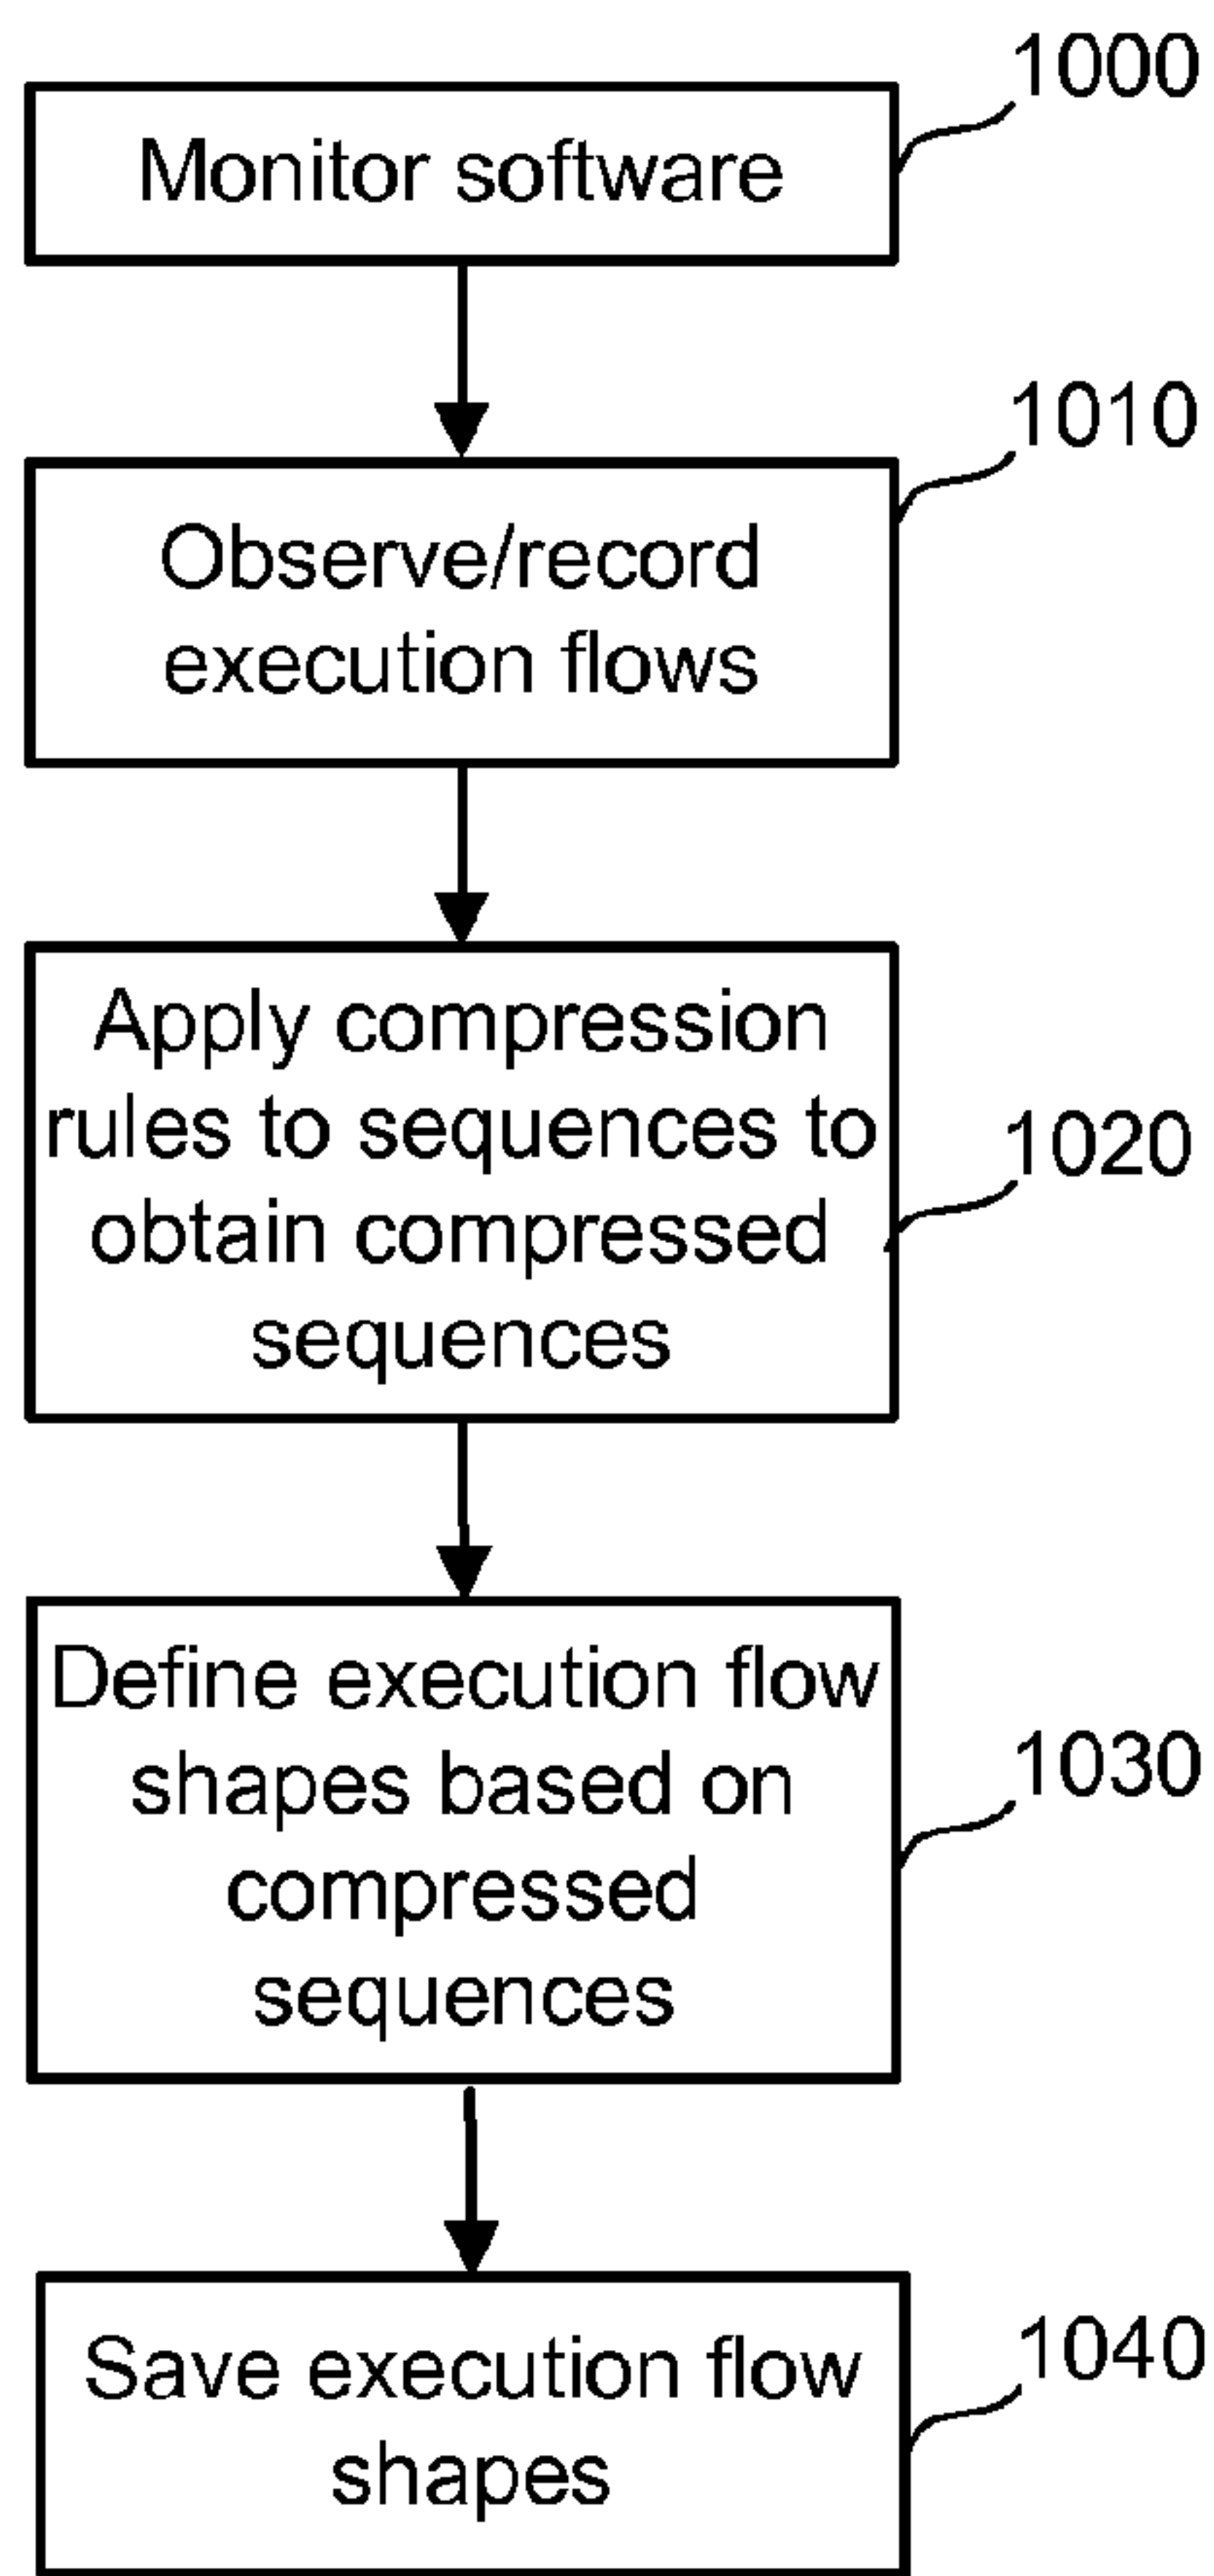 1000
Monitor software
1010
Observe/record
execution flows
Apply compression
rules to sequences to
1020
obtain compressed
sequences
Define execution flow
shapes based on
1030
compressed
sequences
Save execution flow
1040
shapes